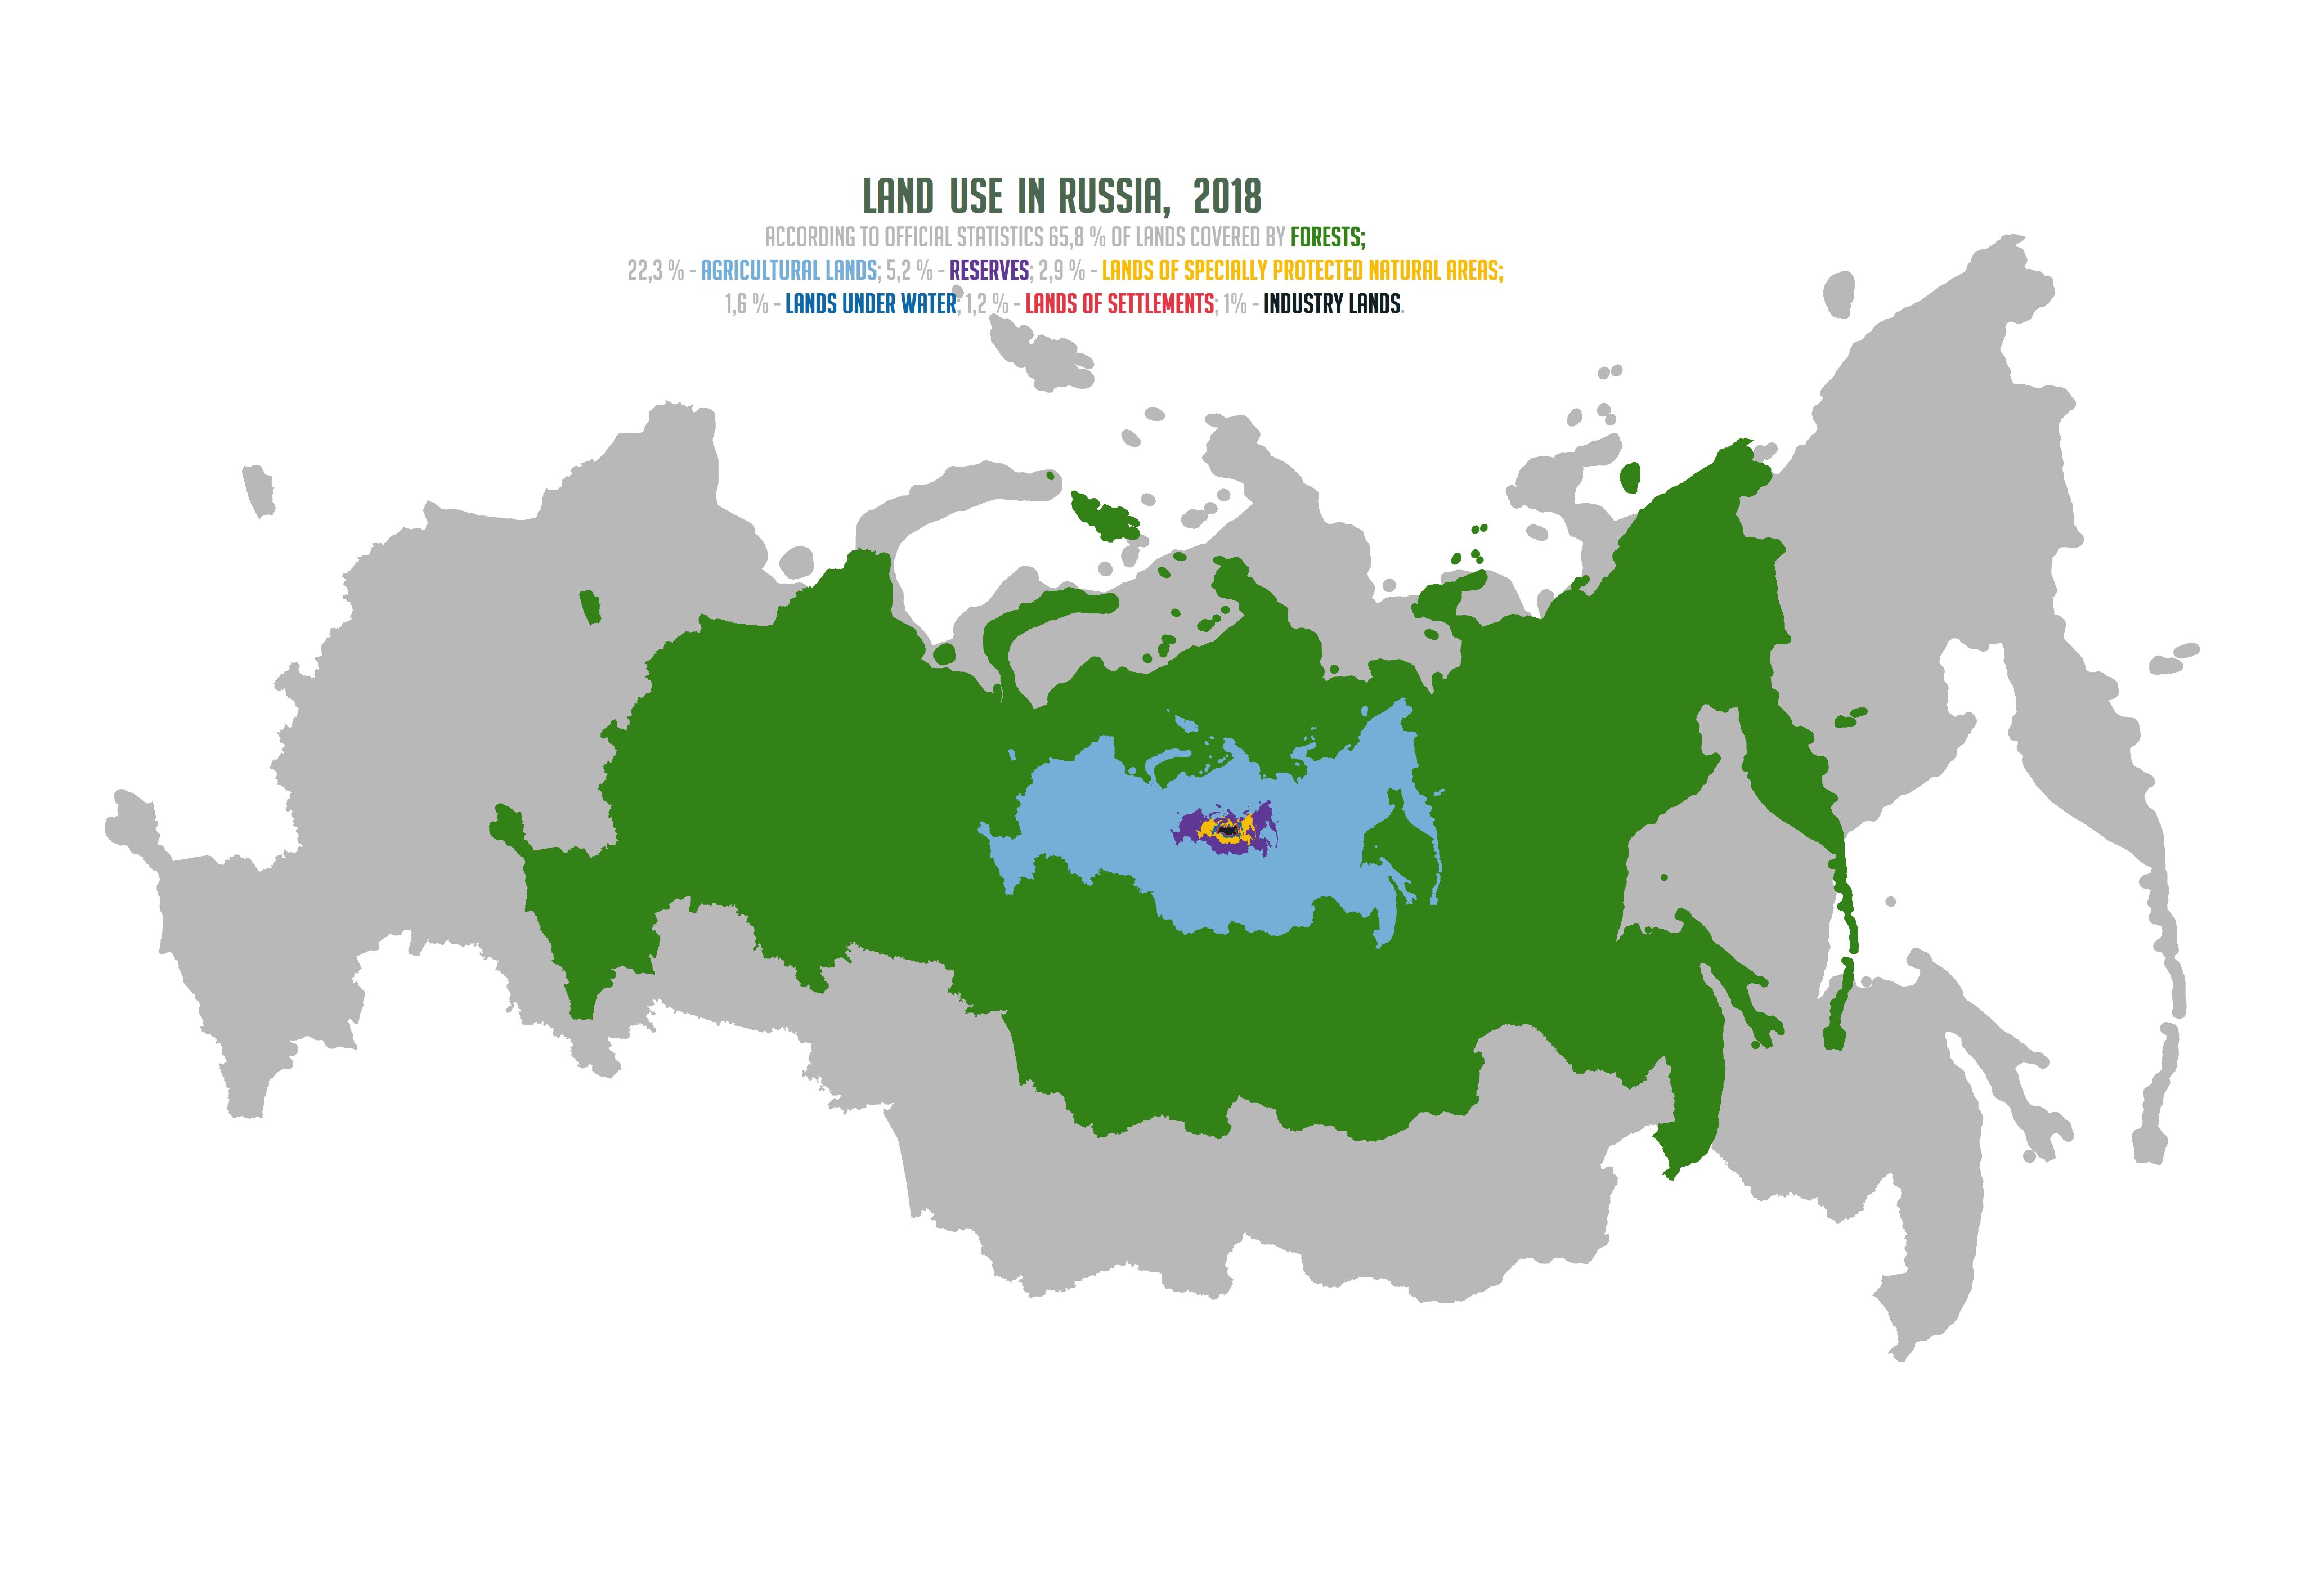 LAND USE IN RUSSIA, 2018
ACCORDING TO OFFICIAL STATISTICS 65,8 % OF LANDS COVERED BY FORESTS;
22,3 % - AGRICULTURAL LANDS; 5,2 % - RESERVES; 2,9 % - LANDS OF SPECIALLY PROTECTED NATURAL AREAS;
1,6 % - LANDS UNDER WATER; 1,2 % - LANDS OF SETTLEMENTS; 1% - INDUSTRY LANDS.